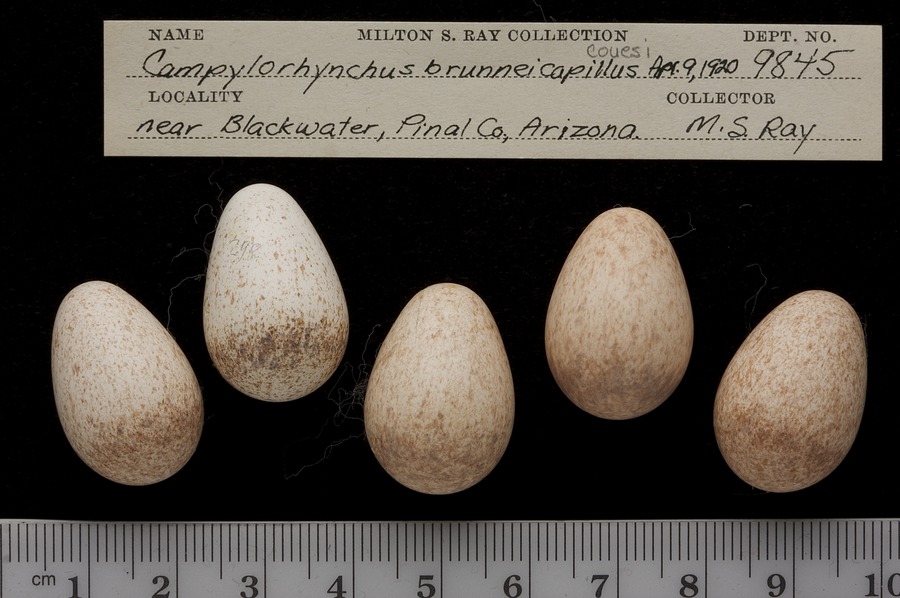 NAME MILTON S. RAY COLLECTION DEPT. NO.
couesi
Campylorhynchus brunneicapillus Apr. 9, 1920 9845
LOCALITY COLLECTOR
near Blackwater, Pinal Co., Arizona. M. S. Ray
cm 1 2 3 4 5 6 7 8 9 10